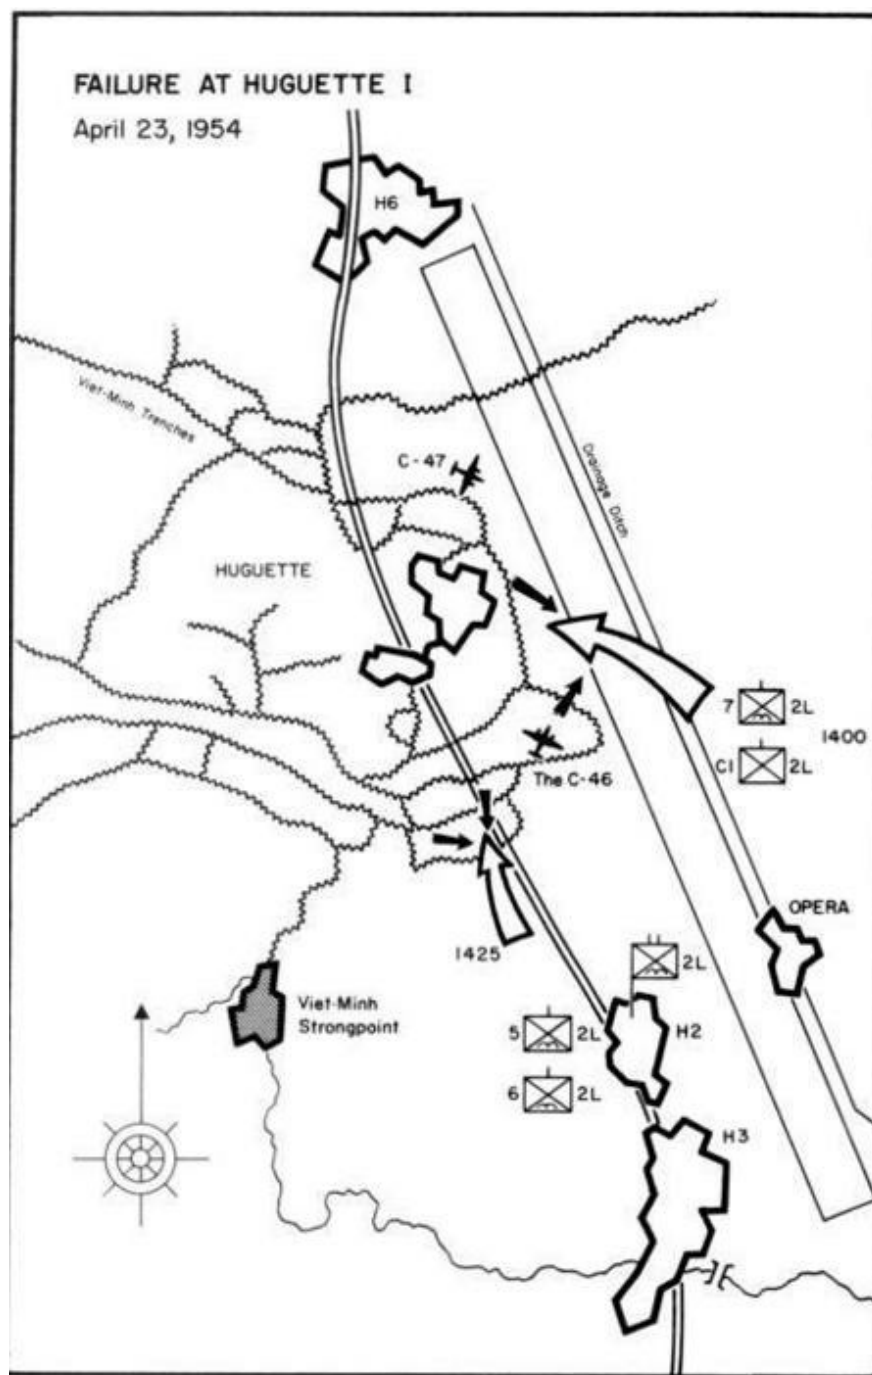 FAILURE AT HUGUETTE I
April 23, 1954
H6
Viet-Minh Trenches
C-47
Drainage Ditch
HUGUETTE
7 2L
1400
C1 2L
The C-46
OPERA
1425
2L
Viet-Minh
Strongpoint
5 2L
H2
6 2L
H3